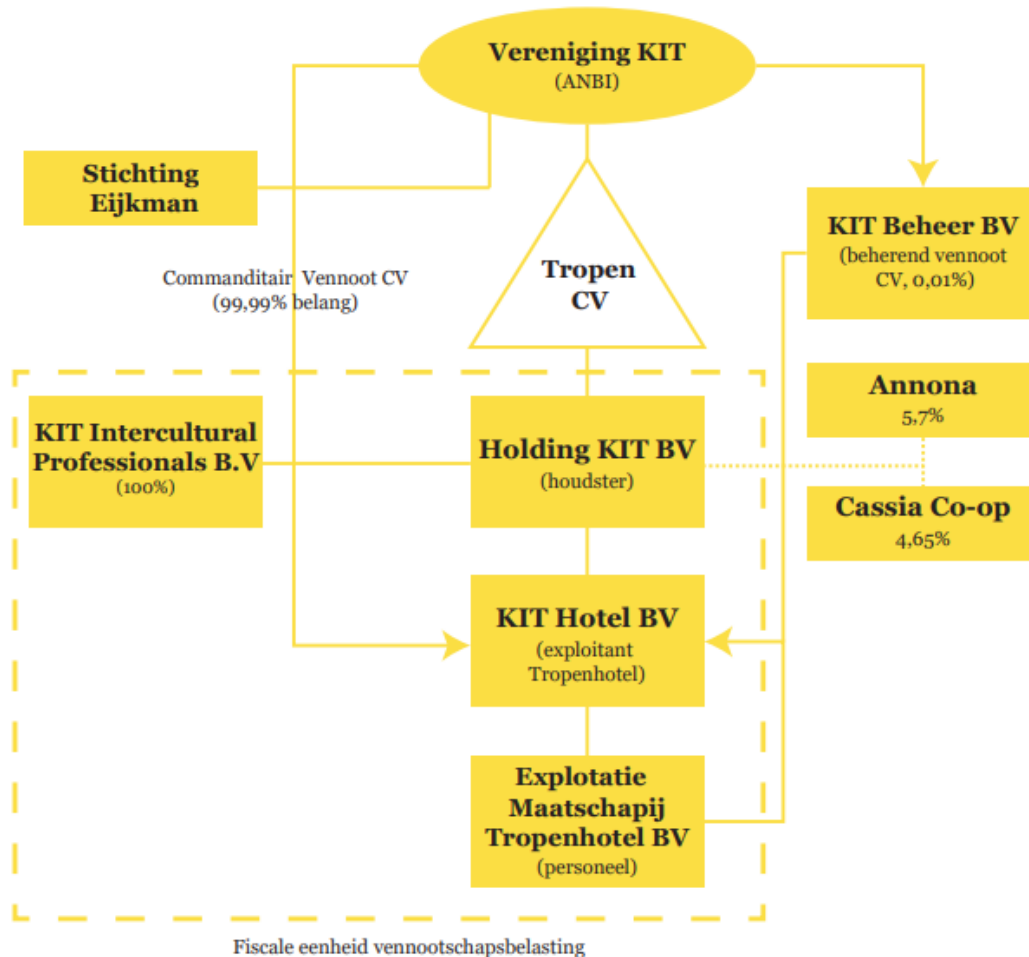 Vereniging KIT
(ANBI)
Stichting
Eijkman
KIT Beheer BV
(beherend vennoot
CV, 0,01%)
Tropen
CV
Commanditair Vennoot CV
(99,99% belang)
Annona
5,7%
KIT Intercultural
Professionals B.V
(100%)
Holding KIT BV
(houdster)
Cassia Co-op
4,65%
KIT Hotel BV
(exploitant
Tropenhotel)
Explotatie
Maatschapij
Tropenhotel BV
(personeel)
Fiscale eenheid vennootschapsbelasting